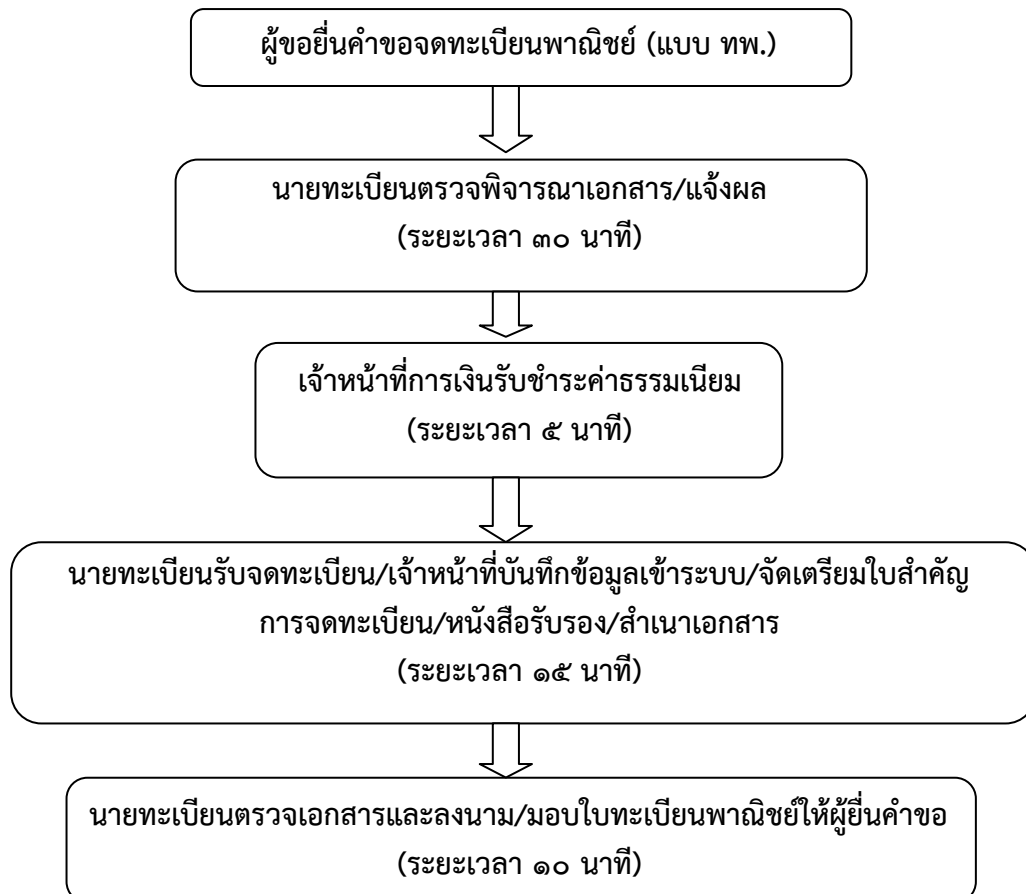 ผู้ขอยื่นคำขอจดทะเบียนพาณิชย์ (แบบ ทพ.)
นายทะเบียนตรวจพิจารณาเอกสาร/แจ้งผล
(ระยะเวลา ๓๐ นาที)
เจ้าหน้าที่การเงินรับชำระค่าธรรมเนียม
(ระยะเวลา ๕ นาที)
นายทะเบียนรับจดทะเบียน/เจ้าหน้าที่บันทึกข้อมูลเข้าระบบ/จัดเตรียมใบสำคัญ
การจดทะเบียน/หนังสือรับรอง/สำเนาเอกสาร
(ระยะเวลา ๑๕ นาที)
นายทะเบียนตรวจเอกสารและลงนาม/มอบใบทะเบียนพาณิชย์ให้ผู้ยื่นคำขอ
(ระยะเวลา ๑๐ นาที)